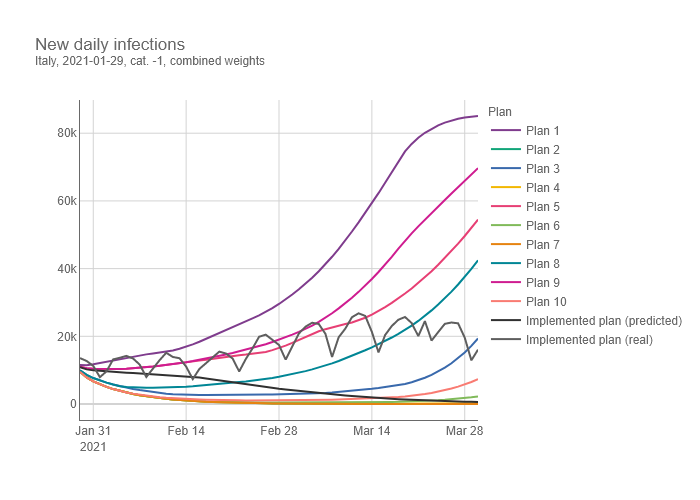 New daily infections
Italy, 2021-01-29, cat. -1, combined weights
Plan
80k
60k
40k
20k
0
Jan 31
2021
Feb 14
Feb 28
Mar 14
Mar 28
Plan 1
Plan 2
Plan 3
Plan 4
Plan 5
Plan 6
Plan 7
Plan 8
Plan 9
Plan 10
Implemented plan (predicted)
Implemented plan (real)